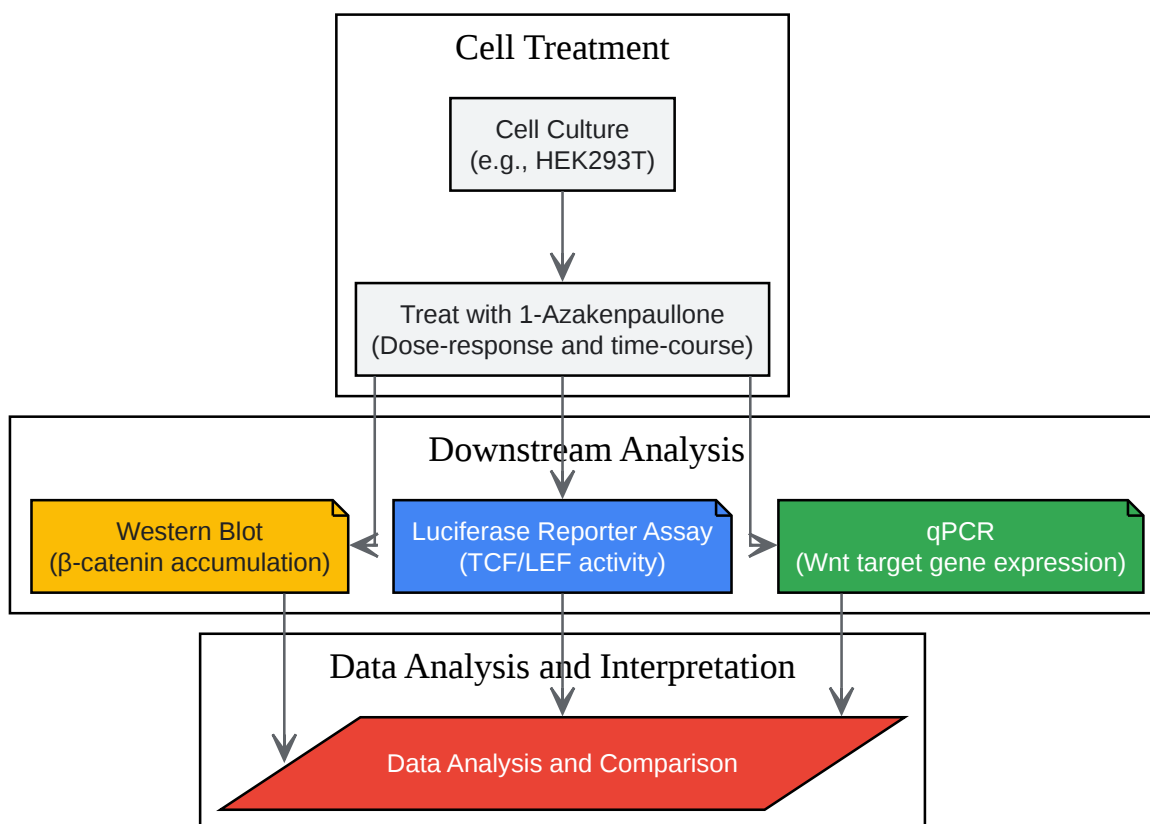 Cell Treatment
Cell Culture
(e.g., HEK293T)
Treat with 1-Azakenpaullone
(Dose-response and time-course)
Downstream Analysis
Western Blot
(β-catenin accumulation)
Luciferase Reporter Assay
(TCF/LEF activity)
qPCR
(Wnt target gene expression)
Data Analysis and Interpretation
Data Analysis and Comparison